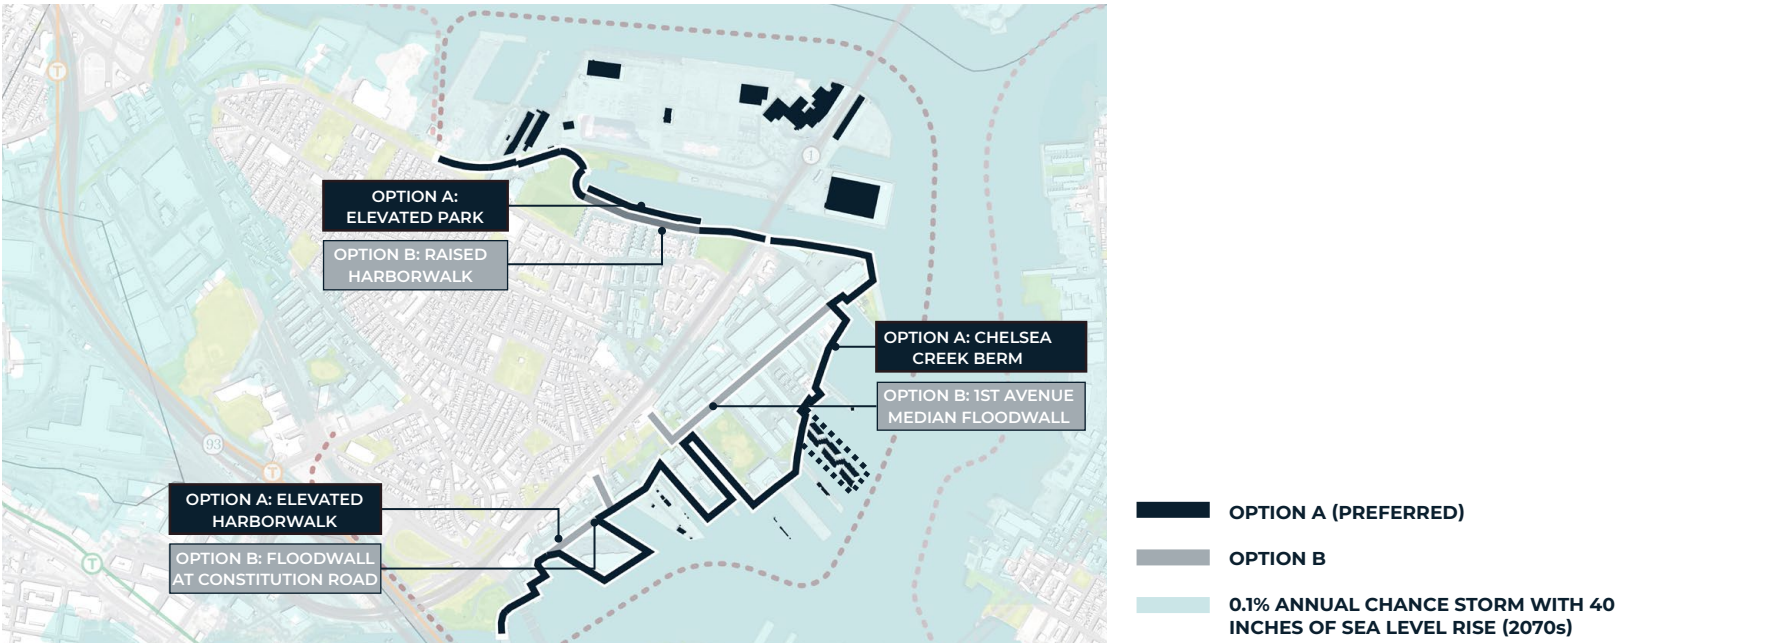 T
1
OPTION A:
ELEVATED PARK
OPTION B: RAISED
HARBORWALK
OPTION A: CHELSEA
CREEK BERM
OPTION B: 1ST AVENUE
MEDIAN FLOODWALL
93
T
OPTION A: ELEVATED
HARBORWALK
OPTION B: FLOODWALL
AT CONSTITUTION ROAD
T
OPTION A (PREFERRED)
OPTION B
0.1% ANNUAL CHANCE STORM WITH 40
INCHES OF SEA LEVEL RISE (2070s)